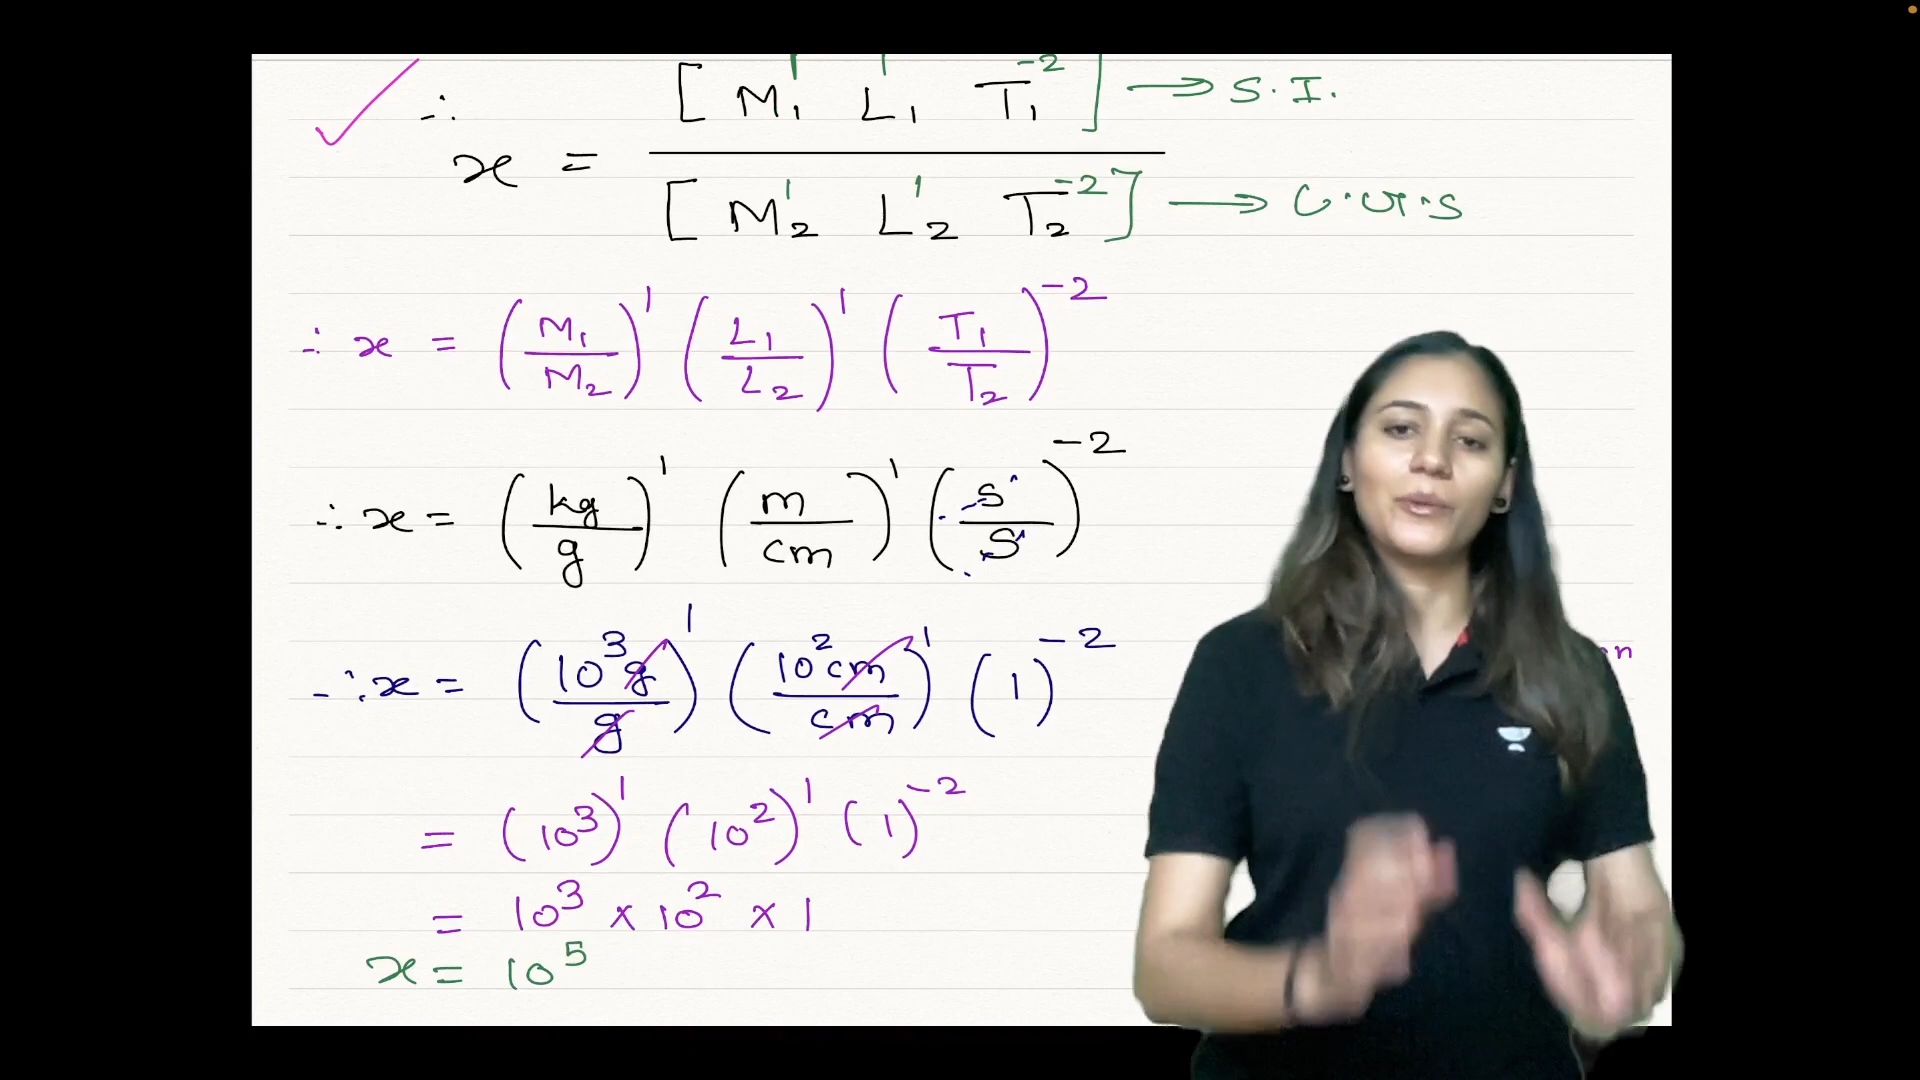 [ M₁¹ L₁¹ T₁⁻² ] → S.I.
∴ x = ―
[ M₂¹ L₂¹ T₂⁻² ] → C.G.S
∴ x = (M₁/M₂)¹ (L₁/L₂)¹ (T₁/T₂)⁻²
∴ x = (kg/g)¹ (m/cm)¹ (s/s)⁻²
∴ x = (10³g/g)¹ (10²cm/cm)¹ (1)⁻²
= (10³)¹ (10²)¹ (1)⁻²
= 10³ × 10² × 1
x = 10⁵